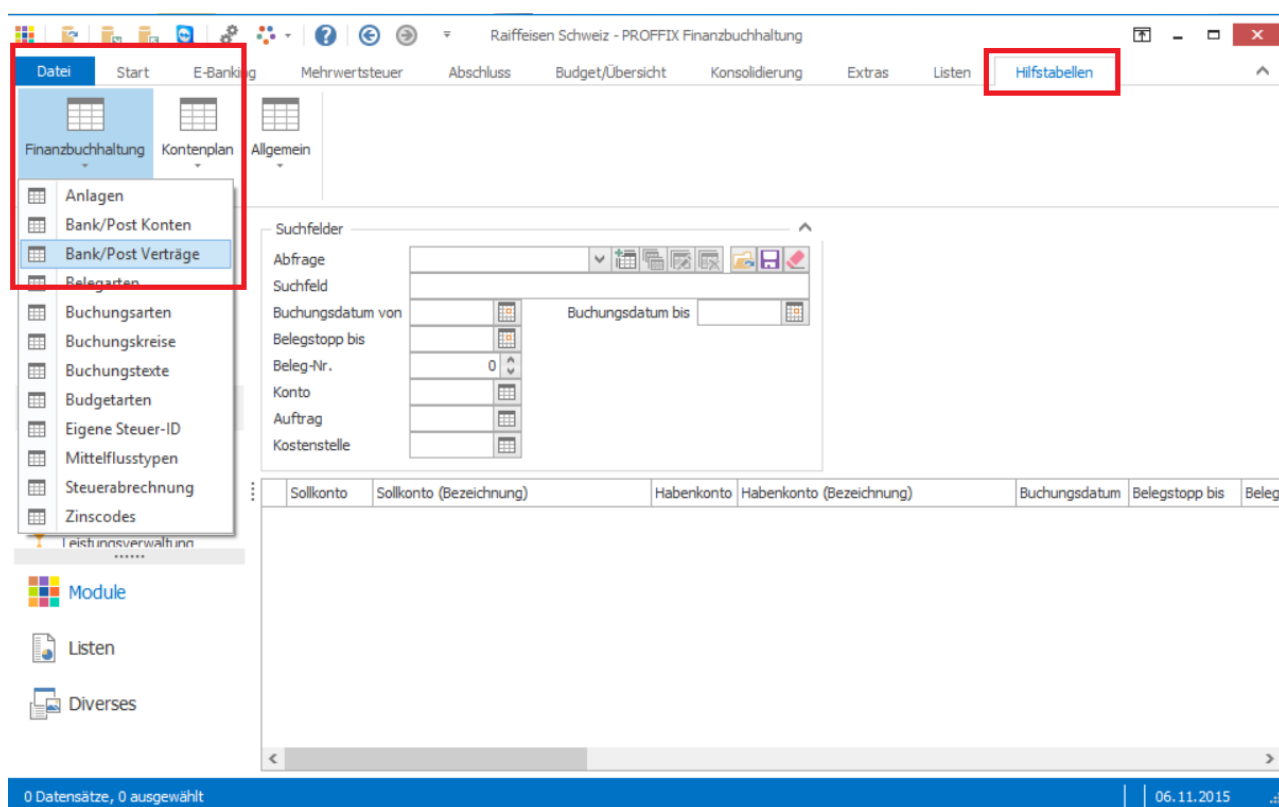 Raiffeisen Schweiz - PROFFIX Finanzbuchhaltung
Datei Start E-Banking Mehrwertsteuer Abschluss Budget/Übersicht Konsolidierung Extras Listen Hilfstabellen
Finanzbuchhaltung Kontenplan Allgemein
Anlagen
Bank/Post Konten
Bank/Post Verträge
Belegarten
Buchungsarten
Buchungskreise
Buchungstexte
Budgetarten
Eigene Steuer-ID
Mittelflusstypen
Steuerabrechnung
Zinscodes
Leistungsverwaltung
Module
Listen
Diverses
Suchfelder
Abfrage
Suchfeld
Buchungsdatum von Buchungsdatum bis
Belegstopp bis
Beleg-Nr. 0
Konto
Auftrag
Kostenstelle
Sollkonto Sollkonto (Bezeichnung) Habenkonto Habenkonto (Bezeichnung) Buchungsdatum Belegstopp bis Beleg
0 Datensätze, 0 ausgewählt 06.11.2015